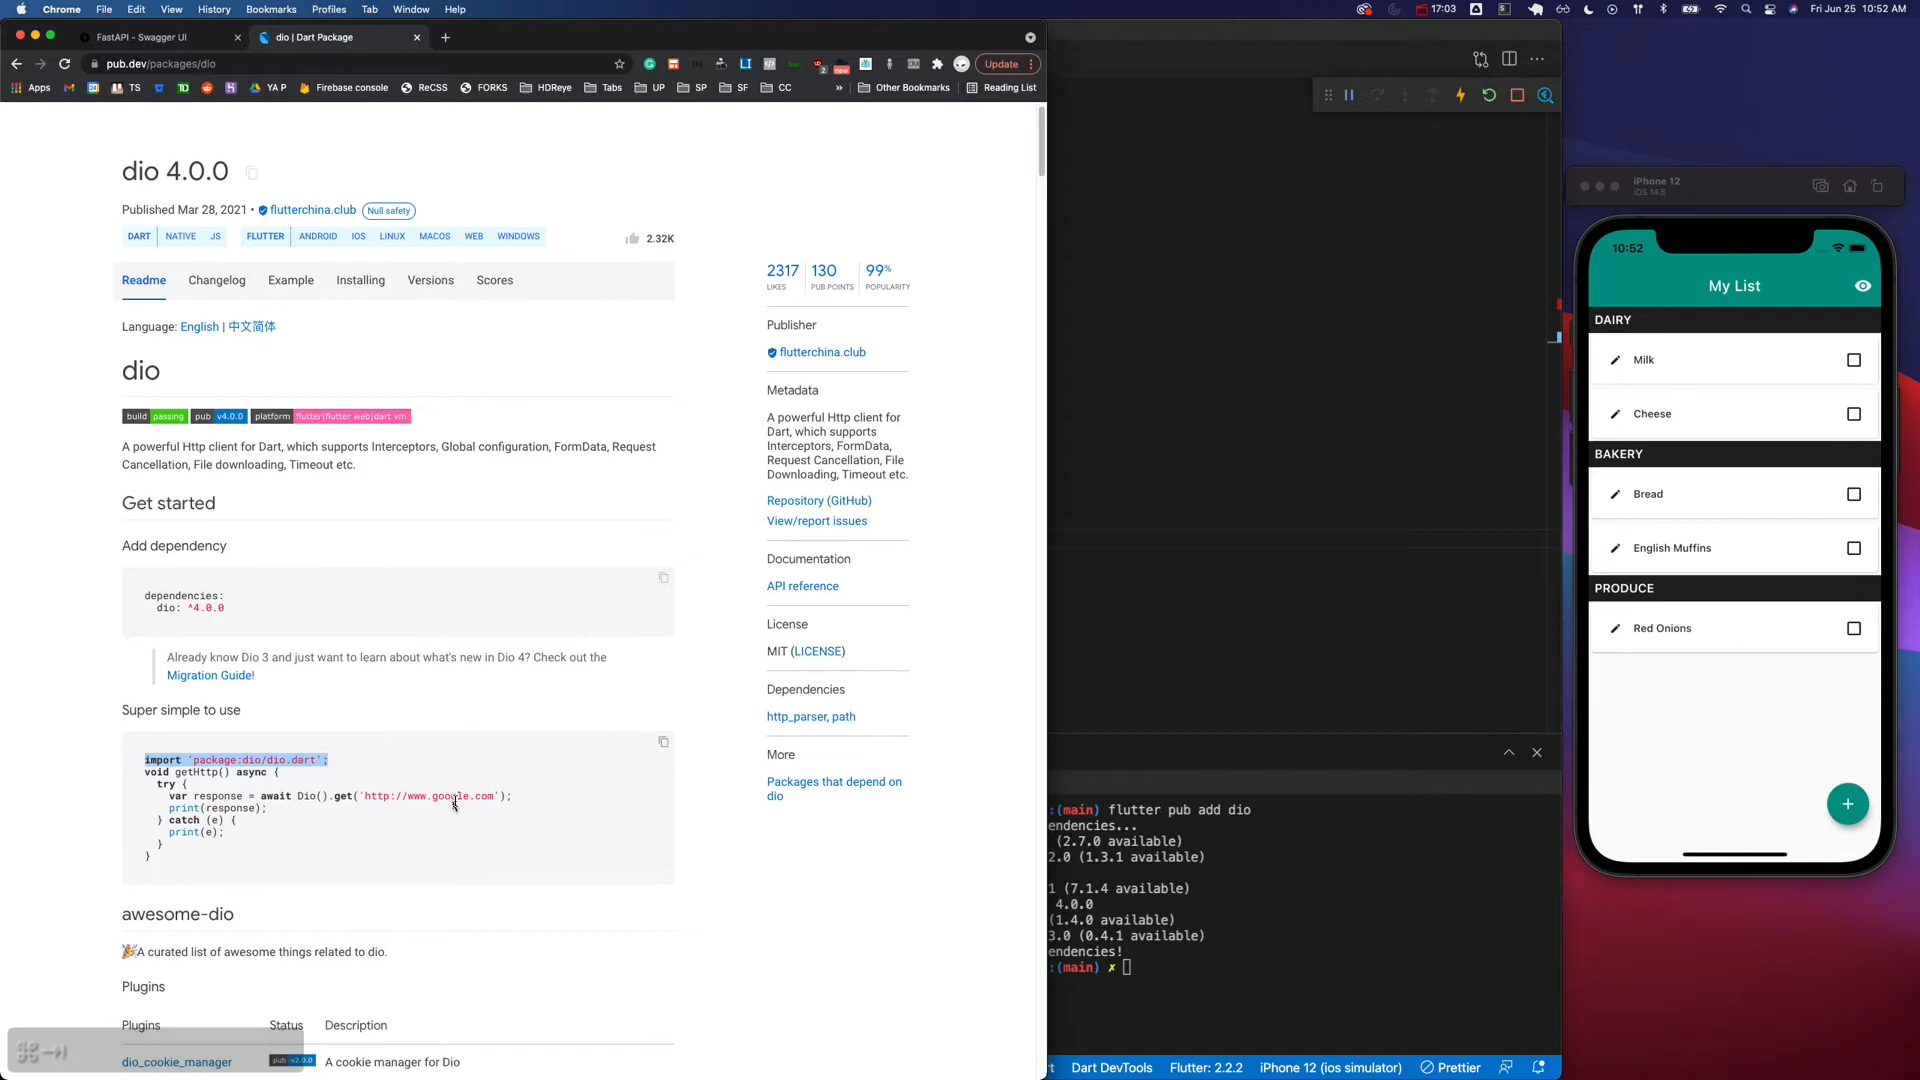 Chrome File Edit View History Bookmarks Profiles Tab Window Help
17:03
Fri Jun 25 10:52 AM
FastAPI - Swagger UI
dio | Dart Package
pub.dev/packages/dio
Update
Apps
TS
YA P
Firebase console
ReCSS
FORKS
HDReye
Tabs
UP
SP
SF
CC
Other Bookmarks
Reading List
dio 4.0.0
Published Mar 28, 2021 • flutterchina.club Null safety
DART NATIVE JS FLUTTER ANDROID IOS LINUX MACOS WEB WINDOWS
2.32K
Readme Changelog Example Installing Versions Scores
Language: English | 中文简体
dio
build passing pub v4.0.0 platform flutter|flutter web|dart vm
A powerful Http client for Dart, which supports Interceptors, Global configuration, FormData, Request
Cancellation, File downloading, Timeout etc.
Get started
Add dependency
dependencies:
dio: ^4.0.0
Already know Dio 3 and just want to learn about what's new in Dio 4? Check out the
Migration Guide!
Super simple to use
import 'package:dio/dio.dart';
void getHttp() async {
try {
var response = await Dio().get('http://www.google.com');
print(response);
} catch (e) {
print(e);
}
}
awesome-dio
🎉A curated list of awesome things related to dio.
Plugins
Plugins Status Description
dio_cookie_manager pub v2.0.0 A cookie manager for Dio
2317 130 99%
LIKES PUB POINTS POPULARITY
Publisher
flutterchina.club
Metadata
A powerful Http client for
Dart, which supports
Interceptors, FormData,
Request Cancellation, File
Downloading, Timeout etc.
Repository (GitHub)
View/report issues
Documentation
API reference
License
MIT (LICENSE)
Dependencies
http_parser, path
More
Packages that depend on
dio
:(main) flutter pub add dio
endencies...
(2.7.0 available)
2.0 (1.3.1 available)
1 (7.1.4 available)
4.0.0
(1.4.0 available)
3.0 (0.4.1 available)
endencies!
:(main) ✗
rt Dart DevTools Flutter: 2.2.2 iPhone 12 (ios simulator) Prettier
iPhone 12
iOS 14.5
10:52
My List
DAIRY
Milk
Cheese
BAKERY
Bread
English Muffins
PRODUCE
Red Onions
+